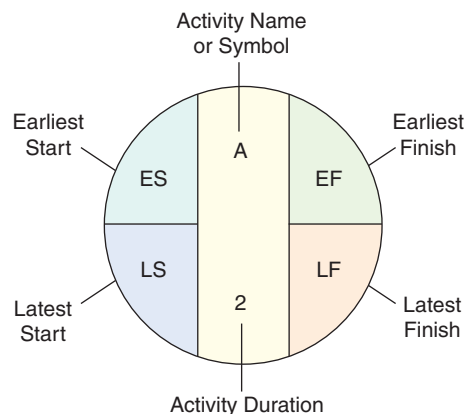 Activity Name
or Symbol
Earliest
Start
Earliest
Finish
A
ES
EF
LS
LF
2
Latest
Start
Latest
Finish
Activity Duration